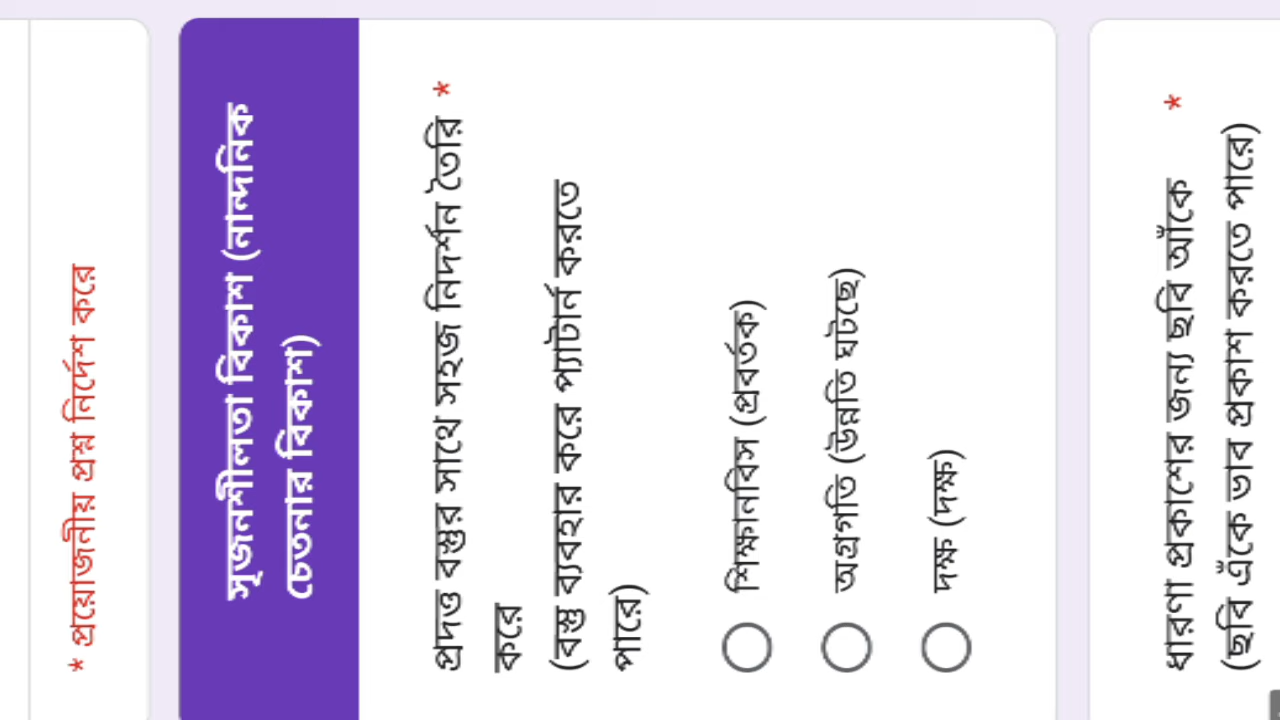 * প্রয়োজনীয় প্রশ্ন নির্দেশ করে
সৃজনশীলতা বিকাশ (নান্দনিক
চেতনার বিকাশ)
প্রদত্ত বস্তুর সাথে সহজ নিদর্শন তৈরি *
করে
(বস্তু ব্যবহার করে প্যাটার্ন করতে
পারে)
শিক্ষানবিস (প্রবর্তক)
অগ্রগতি (উন্নতি ঘটছে)
দক্ষ (দক্ষ)
ধারণা প্রকাশের জন্য ছবি আঁকে *
(ছবি এঁকে ভাব প্রকাশ করতে পারে)